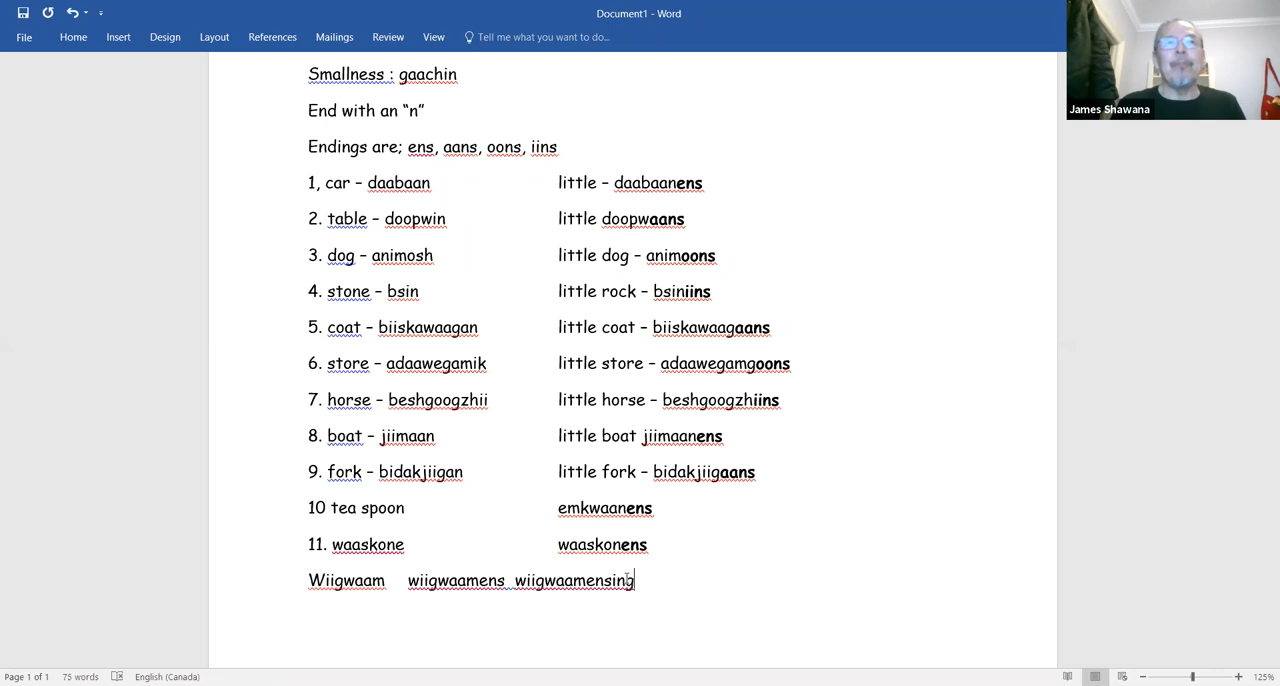 Document1 - Word
File Home Insert Design Layout References Mailings Review View Tell me what you want to do...
James Shawana
Smallness : gaachin
End with an “n”
Endings are; ens, aans, oons, iins
1, car – daabaan little – daabaanens
2. table – doopwin little doopwaans
3. dog – animosh little dog – animoons
4. stone – bsin little rock – bsiniins
5. coat – biiskawaagan little coat – biiskawaagaans
6. store – adaawegamik little store – adaawegamgoons
7. horse – beshgoogzhii little horse – beshgoogzhiins
8. boat – jiimaan little boat jiimaanens
9. fork – bidakjiigan little fork – bidakjiigaans
10 tea spoon emkwaanens
11. waaskone waaskonens
Wiigwaam wiigwaamens wiigwaamensing
Page 1 of 1 75 words English (Canada) 125%